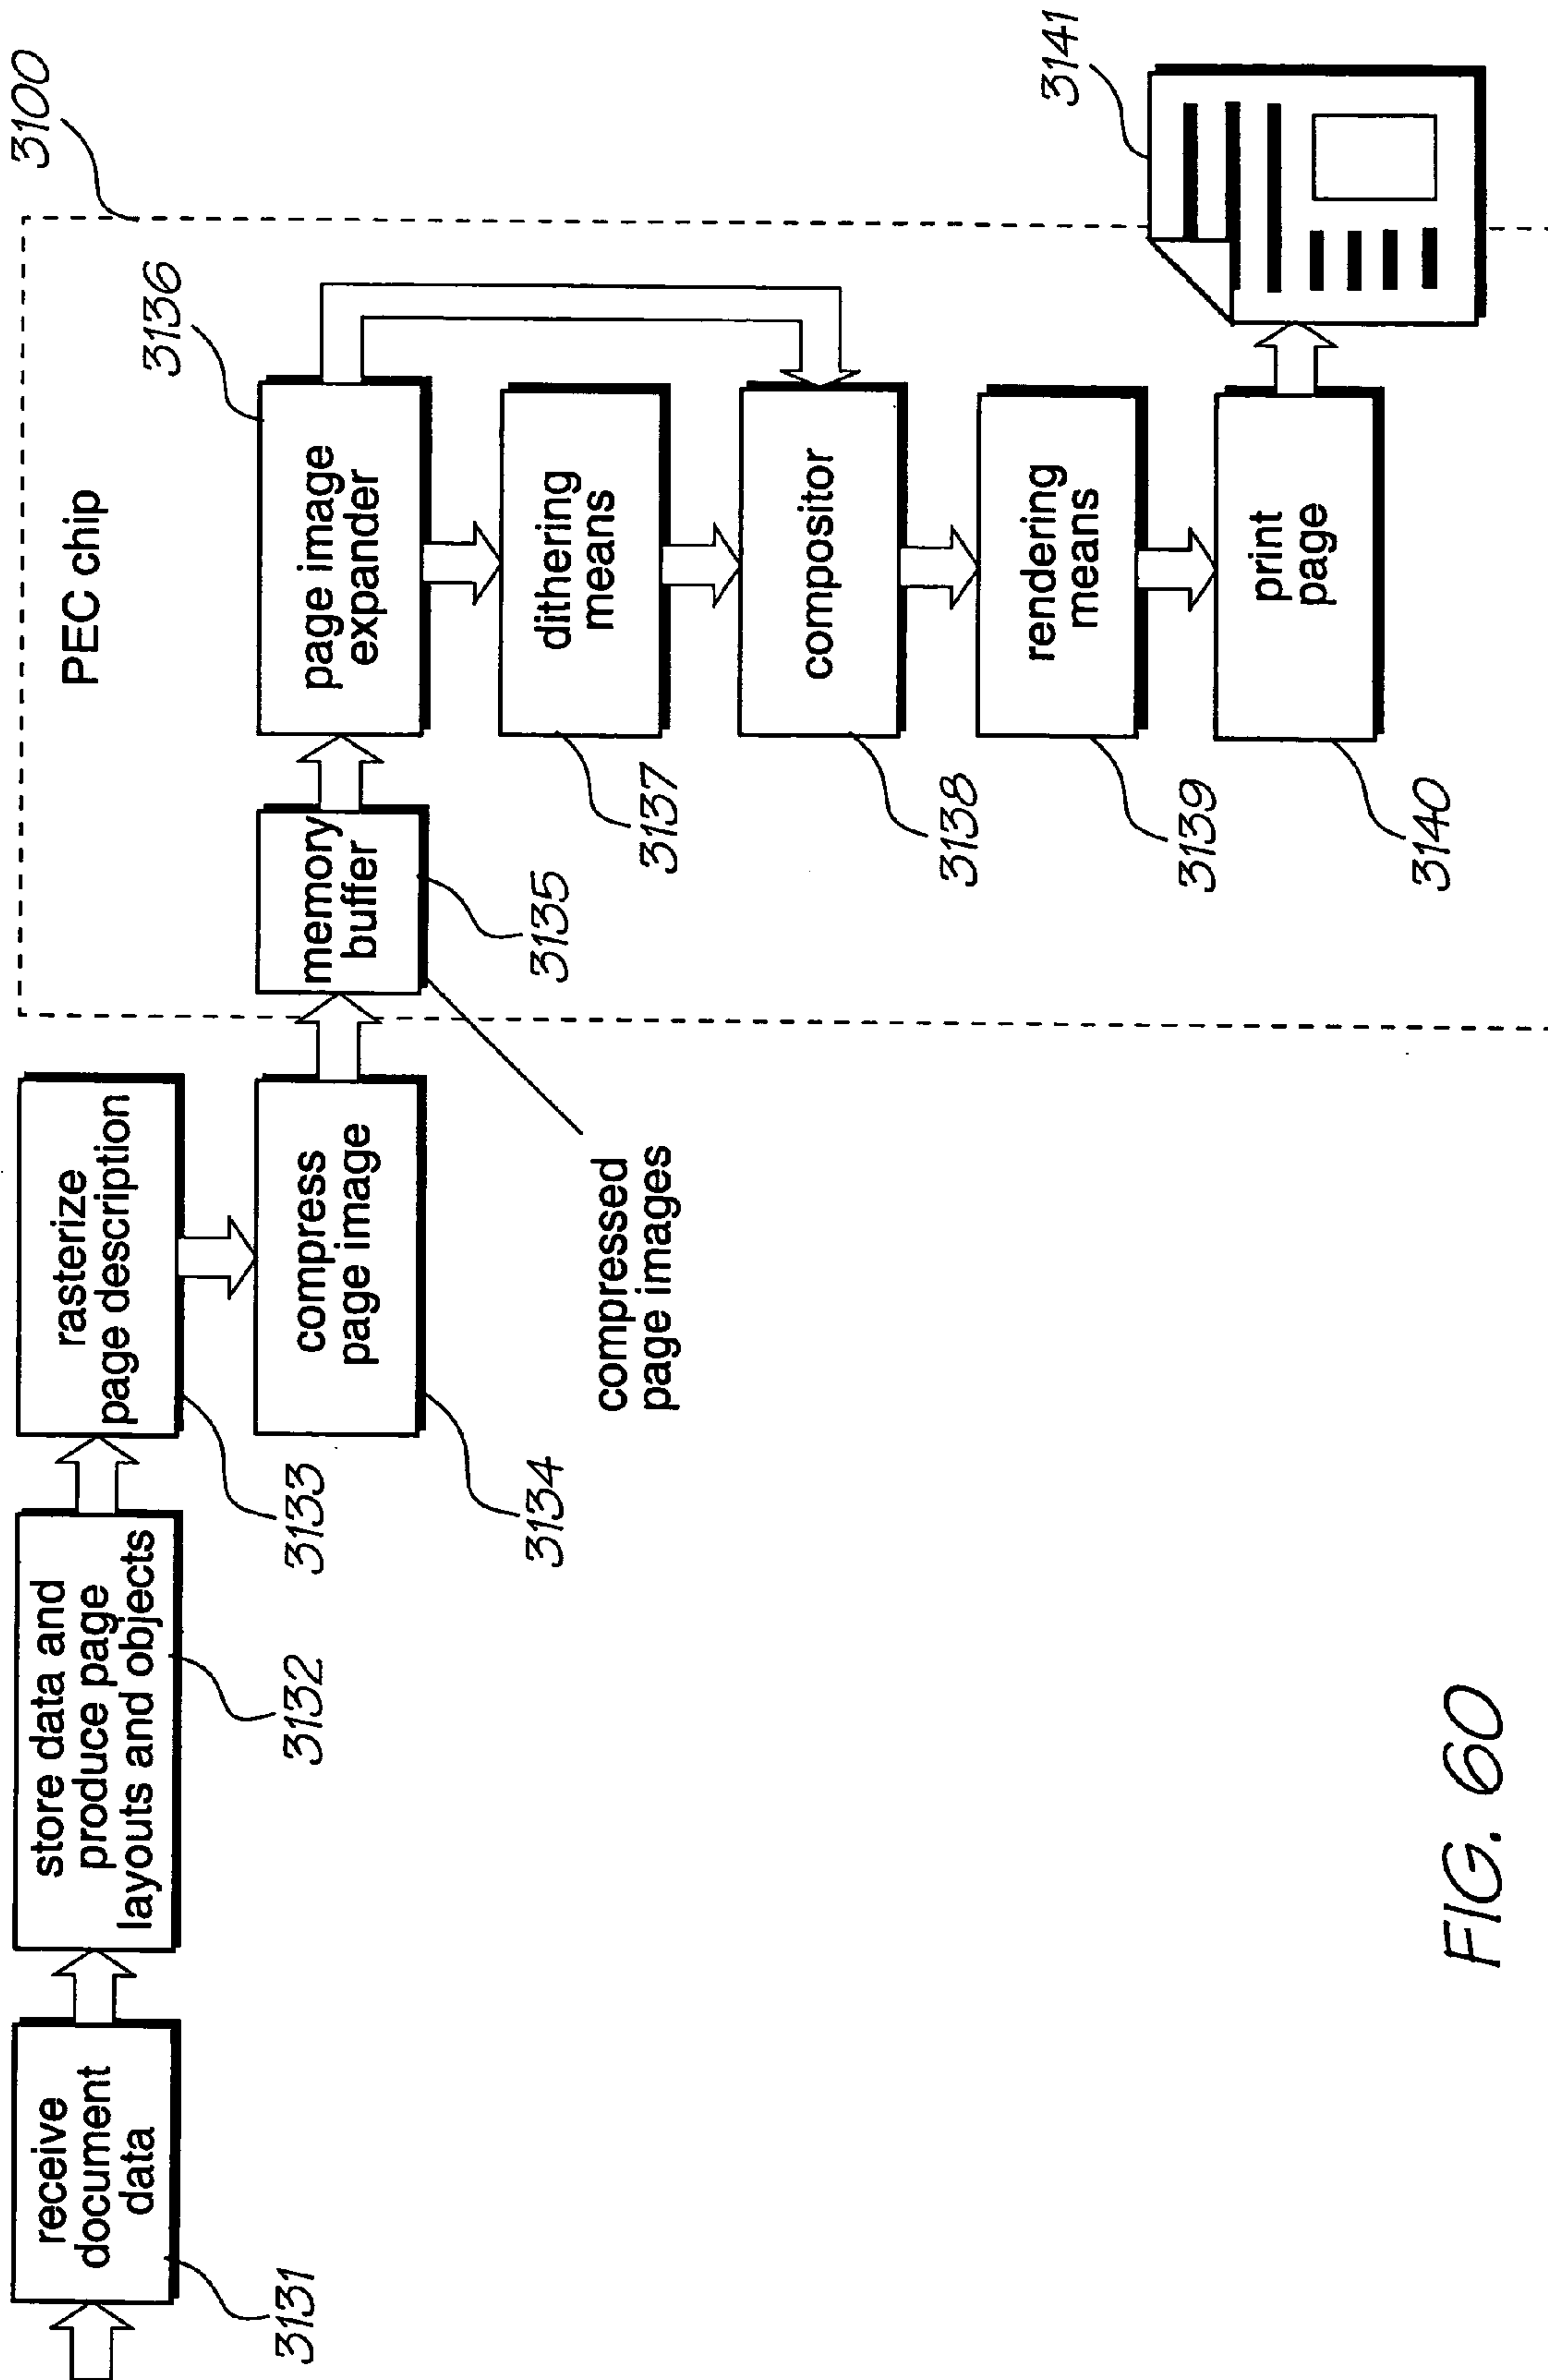 receive
document
data
3131
store data and
produce page
layouts and objects
3132
rasterize
page description
3133
compress
page image
3134
compressed
page images
3100
PEC chip
memory
buffer
3135
page image
expander
3136
dithering
means
3137
compositor
3138
rendering
means
3139
print
page
3140
3141
FIG. 60